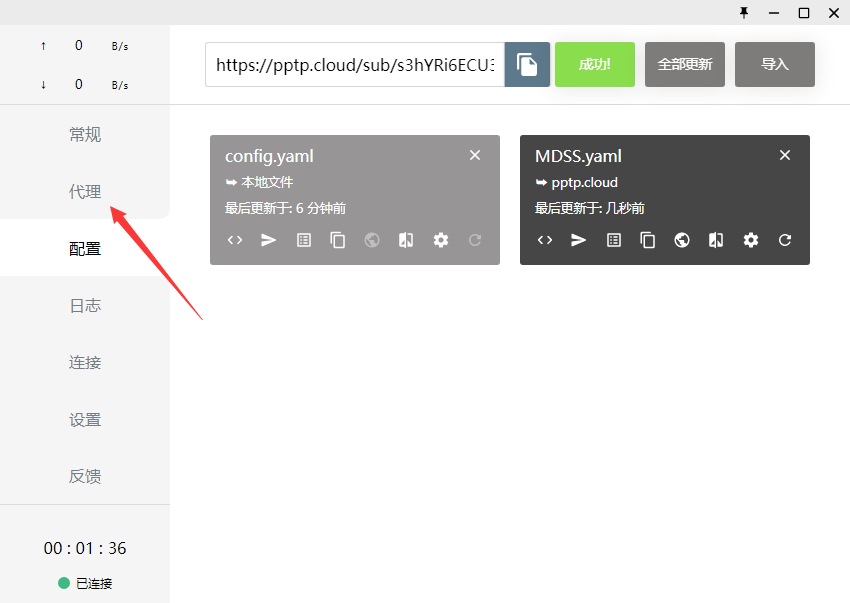 ↑ 0 B/s
↓ 0 B/s
常规
代理
配置
日志
连接
设置
反馈
00 : 01 : 36
已连接
https://pptp.cloud/sub/s3hYRi6ECU
成功!
全部更新
导入
config.yaml
本地文件
最后更新于: 6 分钟前
MDSS.yaml
pptp.cloud
最后更新于: 几秒前